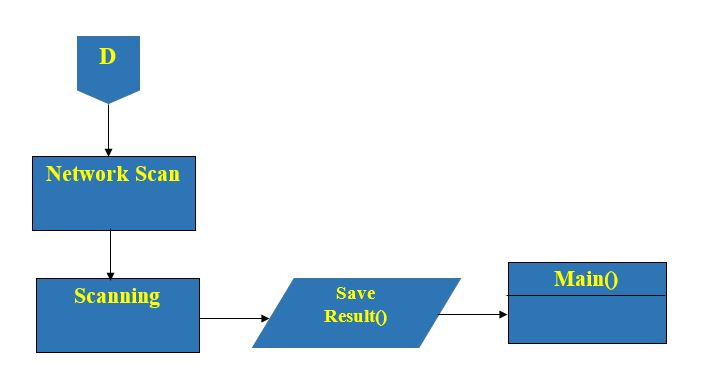 D
Network Scan
Scanning
Save
Result()
Main()